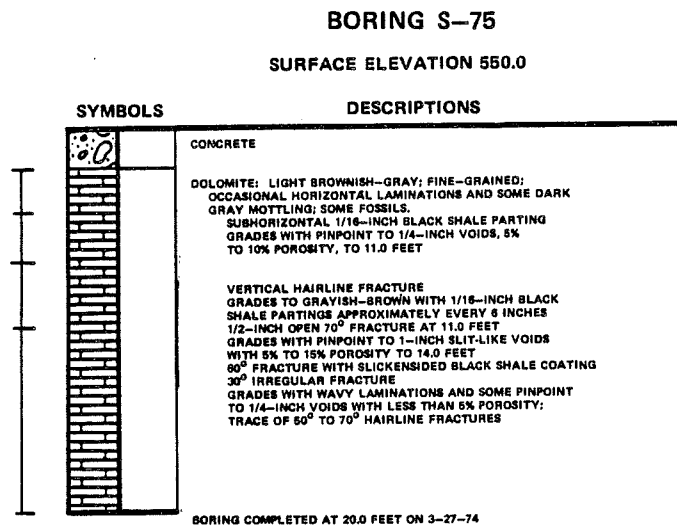 BORING S—75
SURFACE ELEVATION 550.0
SYMBOLS DESCRIPTIONS
CONCRETE
DOLOMITE: LIGHT BROWNISH—GRAY; FINE—GRAINED;
OCCASIONAL HORIZONTAL LAMINATIONS AND SOME DARK
GRAY MOTTLING; SOME FOSSILS.
SUBHORIZONTAL 1/16—INCH BLACK SHALE PARTING
GRADES WITH PINPOINT TO 1/4—INCH VOIDS, 5%
TO 10% POROSITY, TO 11.0 FEET
VERTICAL HAIRLINE FRACTURE
GRADES TO GRAYISH—BROWN WITH 1/16—INCH BLACK
SHALE PARTINGS APPROXIMATELY EVERY 6 INCHES
1/2—INCH OPEN 70° FRACTURE AT 11.0 FEET
GRADES WITH PINPOINT TO 1—INCH SLIT—LIKE VOIDS
WITH 5% TO 15% POROSITY TO 14.0 FEET
60° FRACTURE WITH SLICKENSIDED BLACK SHALE COATING
30° IRREGULAR FRACTURE
GRADES WITH WAVY LAMINATIONS AND SOME PINPOINT
TO 1/4—INCH VOIDS WITH LESS THAN 5% POROSITY;
TRACE OF 50° TO 70° HAIRLINE FRACTURES
BORING COMPLETED AT 20.0 FEET ON 3—27—74